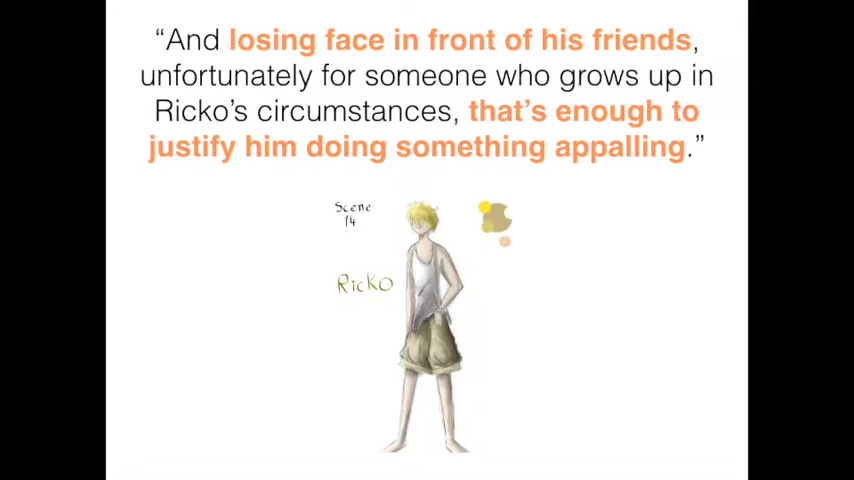 “And losing face in front of his friends,
unfortunately for someone who grows up in
Ricko’s circumstances, that’s enough to
justify him doing something appalling.”
Scene
14
Ricko